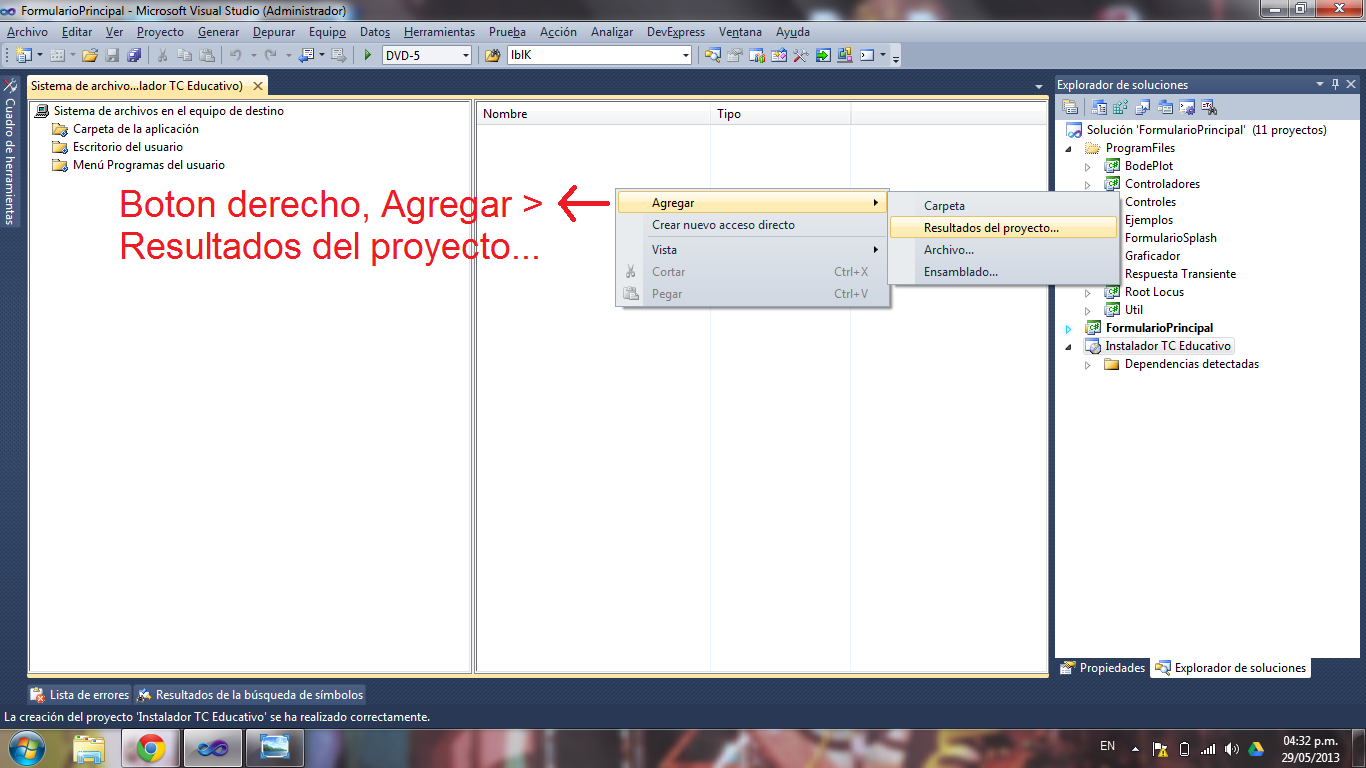 FormularioPrincipal - Microsoft Visual Studio (Administrador)
Archivo Editar Ver Proyecto Generar Depurar Equipo Datos Herramientas Prueba Acción Analizar DevExpress Ventana Ayuda
DVD-5 lblK
Cuadro de herramientas
Sistema de archivo...lador TC Educativo)
Sistema de archivos en el equipo de destino
Carpeta de la aplicación
Escritorio del usuario
Menú Programas del usuario
Nombre Tipo
Boton derecho, Agregar >
Resultados del proyecto...
Agregar
Crear nuevo acceso directo
Vista
Cortar Ctrl+X
Pegar Ctrl+V
Carpeta
Resultados del proyecto...
Archivo...
Ensamblado...
Explorador de soluciones
Solución 'FormularioPrincipal' (11 proyectos)
ProgramFiles
BodePlot
Controladores
Controles
Ejemplos
FormularioSplash
Graficador
Respuesta Transiente
Root Locus
Util
FormularioPrincipal
Instalador TC Educativo
Dependencias detectadas
Propiedades Explorador de soluciones
Lista de errores Resultados de la búsqueda de símbolos
La creación del proyecto 'Instalador TC Educativo' se ha realizado correctamente.
EN
04:32 p.m.
29/05/2013